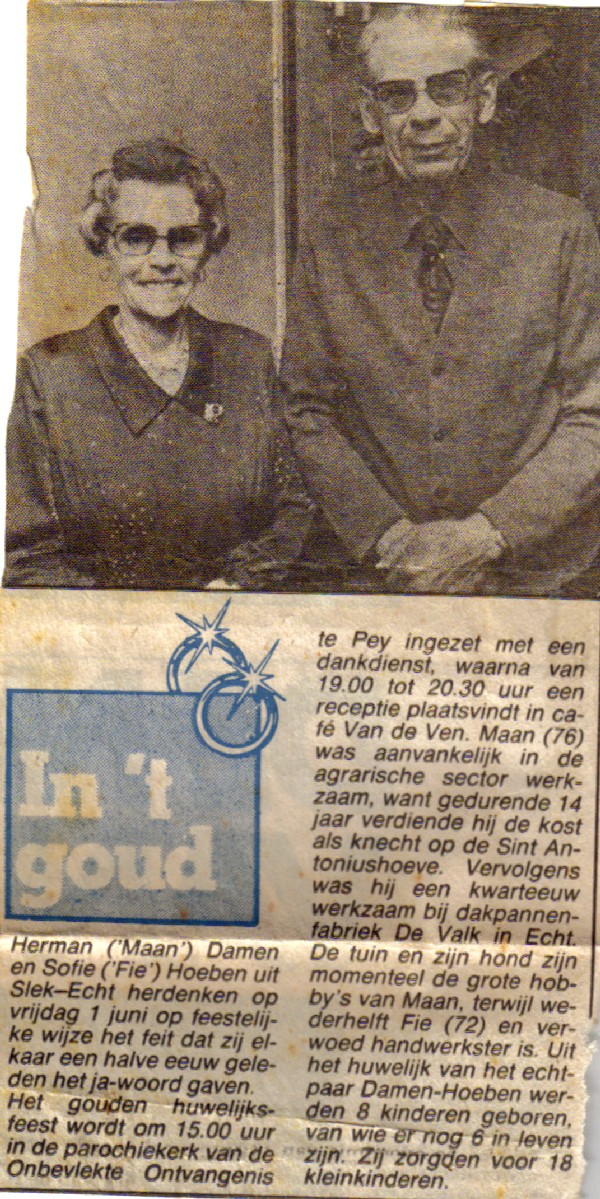 In 't
goud
Herman ('Maan') Damen
en Sofie ('Fie') Hoeben uit
Slek–Echt herdenken op
vrijdag 1 juni op feestelij-
ke wijze het feit dat zij el-
kaar een halve eeuw gele-
den het ja-woord gaven.
Het gouden huwelijks-
feest wordt om 15.00 uur
in de parochiekerk van de
Onbevlekte Ontvangenis
te Pey ingezet met een
dankdienst, waarna van
19.00 tot 20.30 uur een
receptie plaatsvindt in ca-
fé Van de Ven. Maan (76)
was aanvankelijk in de
agrarische sector werk-
zaam, want gedurende 14
jaar verdiende hij de kost
als knecht op de Sint An-
toniushoeve. Vervolgens
was hij een kwarteeuw
werkzaam bij dakpannen-
fabriek De Valk in Echt.
De tuin en zijn hond zijn
momenteel de grote hob-
by's van Maan, terwijl we-
derhelft Fie (72) en ver-
woed handwerkster is. Uit
het huwelijk van het echt-
paar Damen-Hoeben wer-
den 8 kinderen geboren,
van wie er nog 6 in leven
zijn. Zij zorgden voor 18
kleinkinderen.